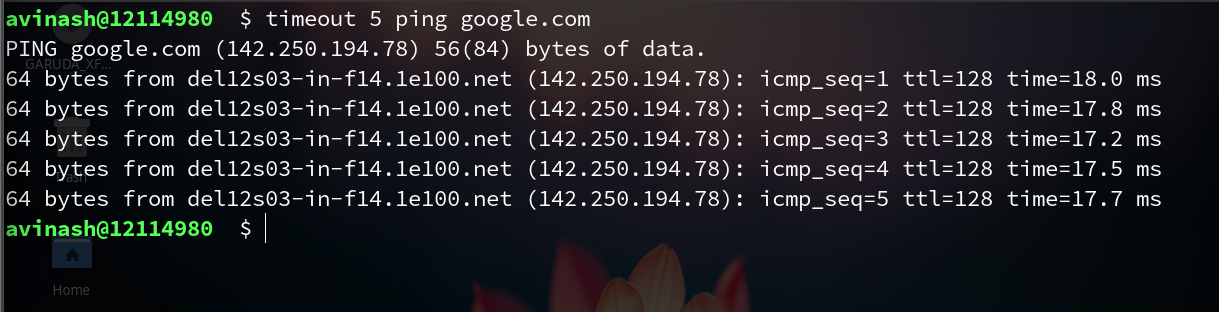 avinash@12114980  $ timeout 5 ping google.com
PING google.com (142.250.194.78) 56(84) bytes of data.
GARUDA_XF...
64 bytes from del12s03-in-f14.1e100.net (142.250.194.78): icmp_seq=1 ttl=128 time=18.0 ms
64 bytes from del12s03-in-f14.1e100.net (142.250.194.78): icmp_seq=2 ttl=128 time=17.8 ms
64 bytes from del12s03-in-f14.1e100.net (142.250.194.78): icmp_seq=3 ttl=128 time=17.2 ms
64 bytes from del12s03-in-f14.1e100.net (142.250.194.78): icmp_seq=4 ttl=128 time=17.5 ms
64 bytes from del12s03-in-f14.1e100.net (142.250.194.78): icmp_seq=5 ttl=128 time=17.7 ms
avinash@12114980  $
Home